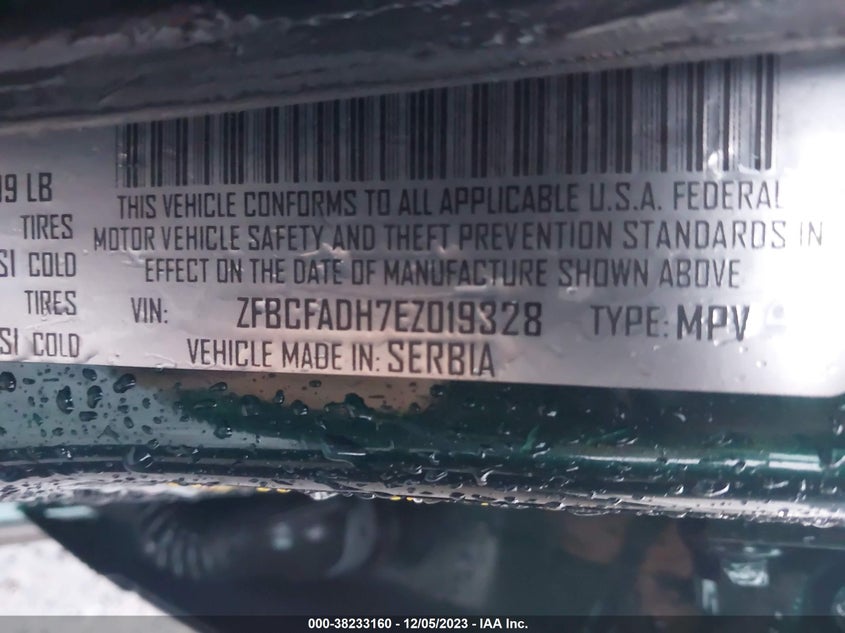 09 LB
TIRES
SI COLD
TIRES
SI COLD
THIS VEHICLE CONFORMS TO ALL APPLICABLE U.S.A. FEDERAL
MOTOR VEHICLE SAFETY AND THEFT PREVENTION STANDARDS IN
EFFECT ON THE DATE OF MANUFACTURE SHOWN ABOVE
VIN: ZFBCFADH7EZ019328 TYPE: MPV
VEHICLE MADE IN: SERBIA
000-38233160 - 12/05/2023 - IAA Inc.